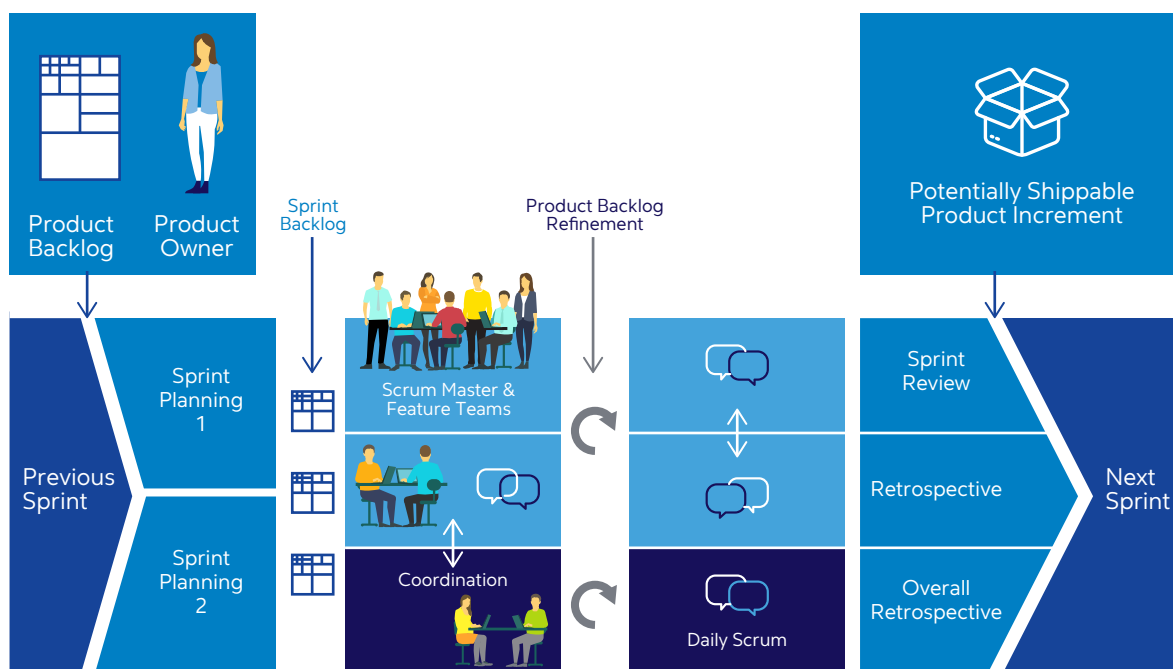 Product
Backlog
Product
Owner
Sprint
Backlog
Product Backlog
Refinement
Potentially Shippable
Product Increment
Previous
Sprint
Sprint
Planning
1
Sprint
Planning
2
Scrum Master &
Feature Teams
Coordination
Daily Scrum
Sprint
Review
Retrospective
Overall
Retrospective
Next
Sprint